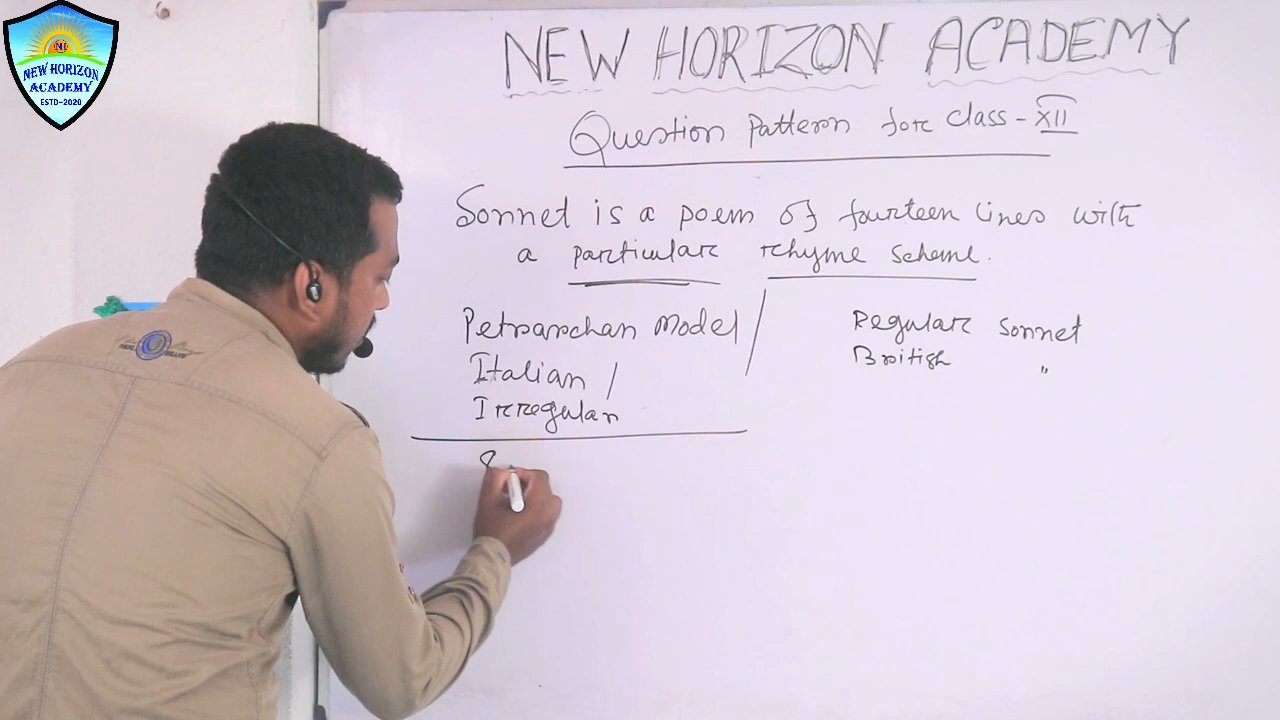 NEW HORIZON
ACADEMY
ESTD-2020
NEW HORIZON ACADEMY
Question Pattern for class - XII
Sonnet is a poem of fourteen lines with
a particular rhyme scheme.
Petrarchan Model /
Italian /
Irregular
Regular Sonnet
British "
8